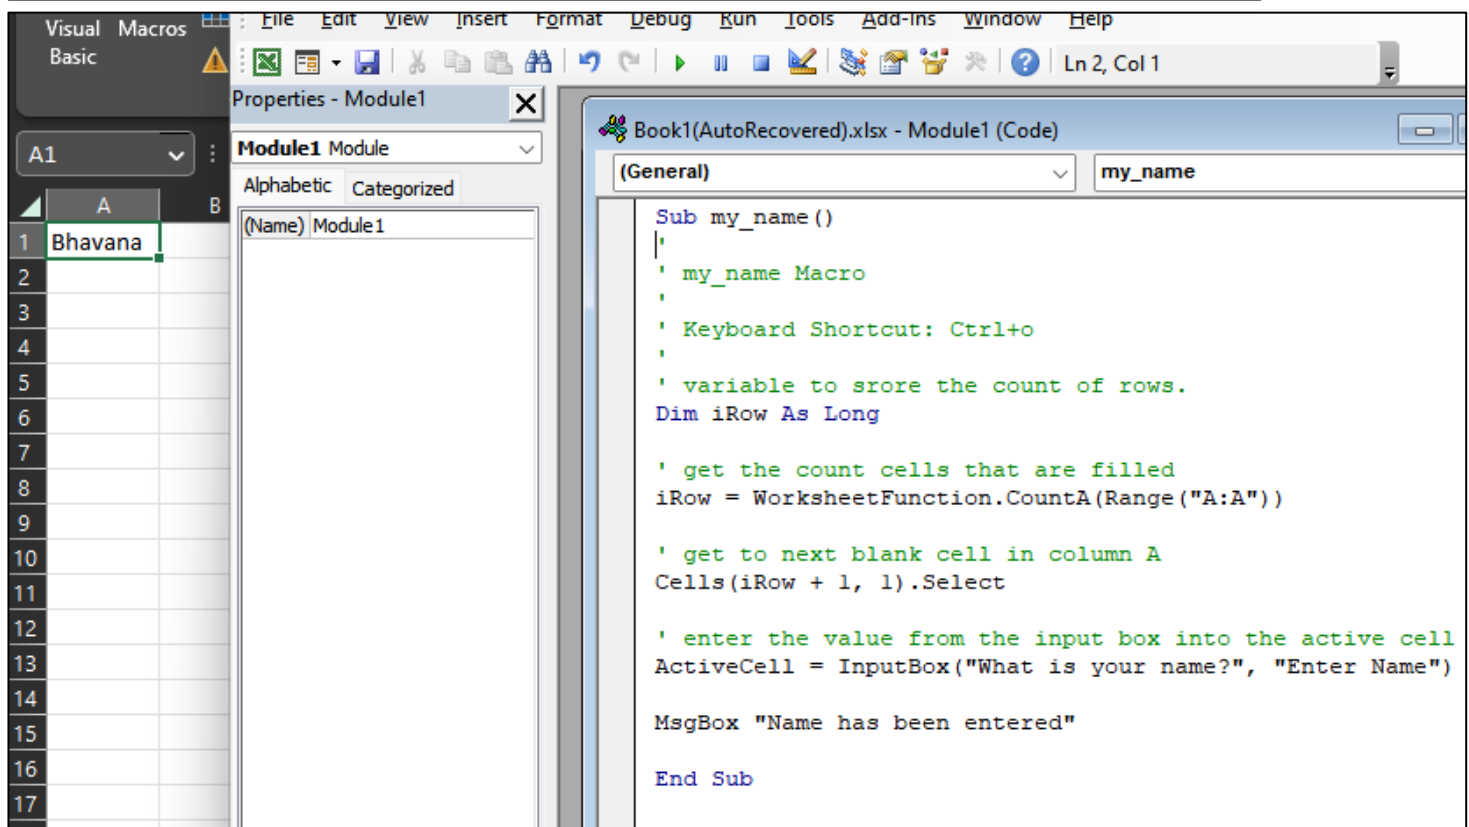 Visual Macros
Basic
File Edit View Insert Format Debug Run Tools Add-Ins Window Help
Ln 2, Col 1
Properties - Module1
A1
Module1 Module
Alphabetic Categorized
(Name) Module1
A B
1 Bhavana
2
3
4
5
6
7
8
9
10
11
12
13
14
15
16
17
Book1(AutoRecovered).xlsx - Module1 (Code)
(General) my_name
Sub my_name()
'
' my_name Macro
'
' Keyboard Shortcut: Ctrl+o
'
' variable to srore the count of rows.
Dim iRow As Long
' get the count cells that are filled
iRow = WorksheetFunction.CountA(Range("A:A"))
' get to next blank cell in column A
Cells(iRow + 1, 1).Select
' enter the value from the input box into the active cell
ActiveCell = InputBox("What is your name?", "Enter Name")
MsgBox "Name has been entered"
End Sub